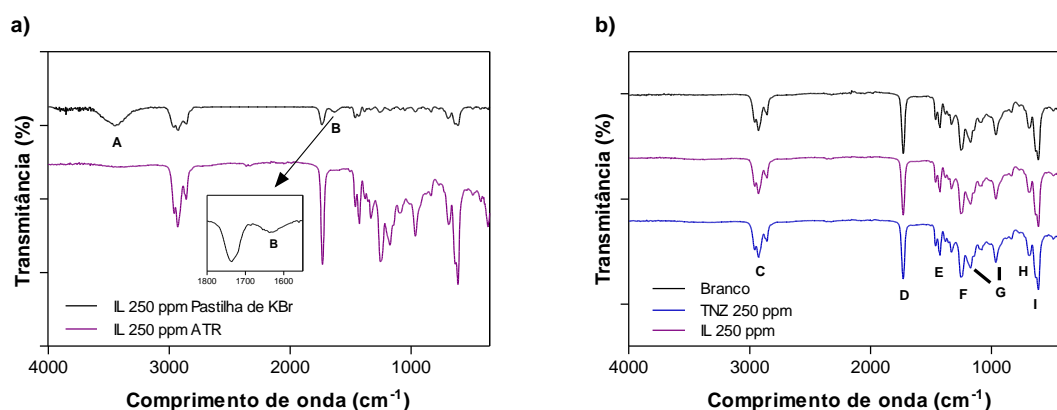 a)
Transmitância (%)
A
B
B
1800 1700 1600
IL 250 ppm Pastilha de KBr
IL 250 ppm ATR
4000 3000 2000 1000
Comprimento de onda (cm-1)
b)
Transmitância (%)
C
D
E
F
G
I
H
I
Branco
TNZ 250 ppm
IL 250 ppm
4000 3000 2000 1000
Comprimento de onda (cm-1)